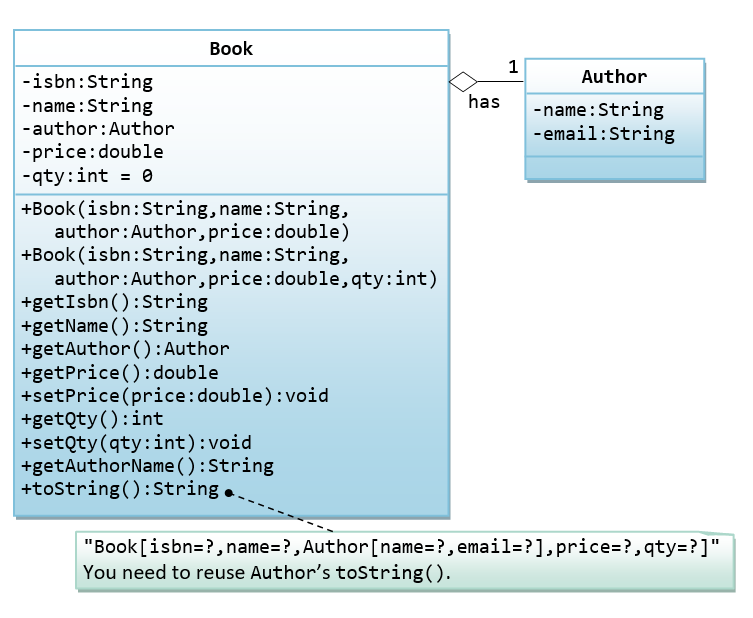 Book
-isbn:String
-name:String
-author:Author
-price:double
-qty:int = 0
+Book(isbn:String,name:String,
author:Author,price:double)
+Book(isbn:String,name:String,
author:Author,price:double,qty:int)
+getIsbn():String
+getName():String
+getAuthor():Author
+getPrice():double
+setPrice(price:double):void
+getQty():int
+setQty(qty:int):void
+getAuthorName():String
+toString():String
1
has
Author
-name:String
-email:String
"Book[isbn=?,name=?,Author[name=?,email=?],price=?,qty=?]"
You need to reuse Author’s toString().